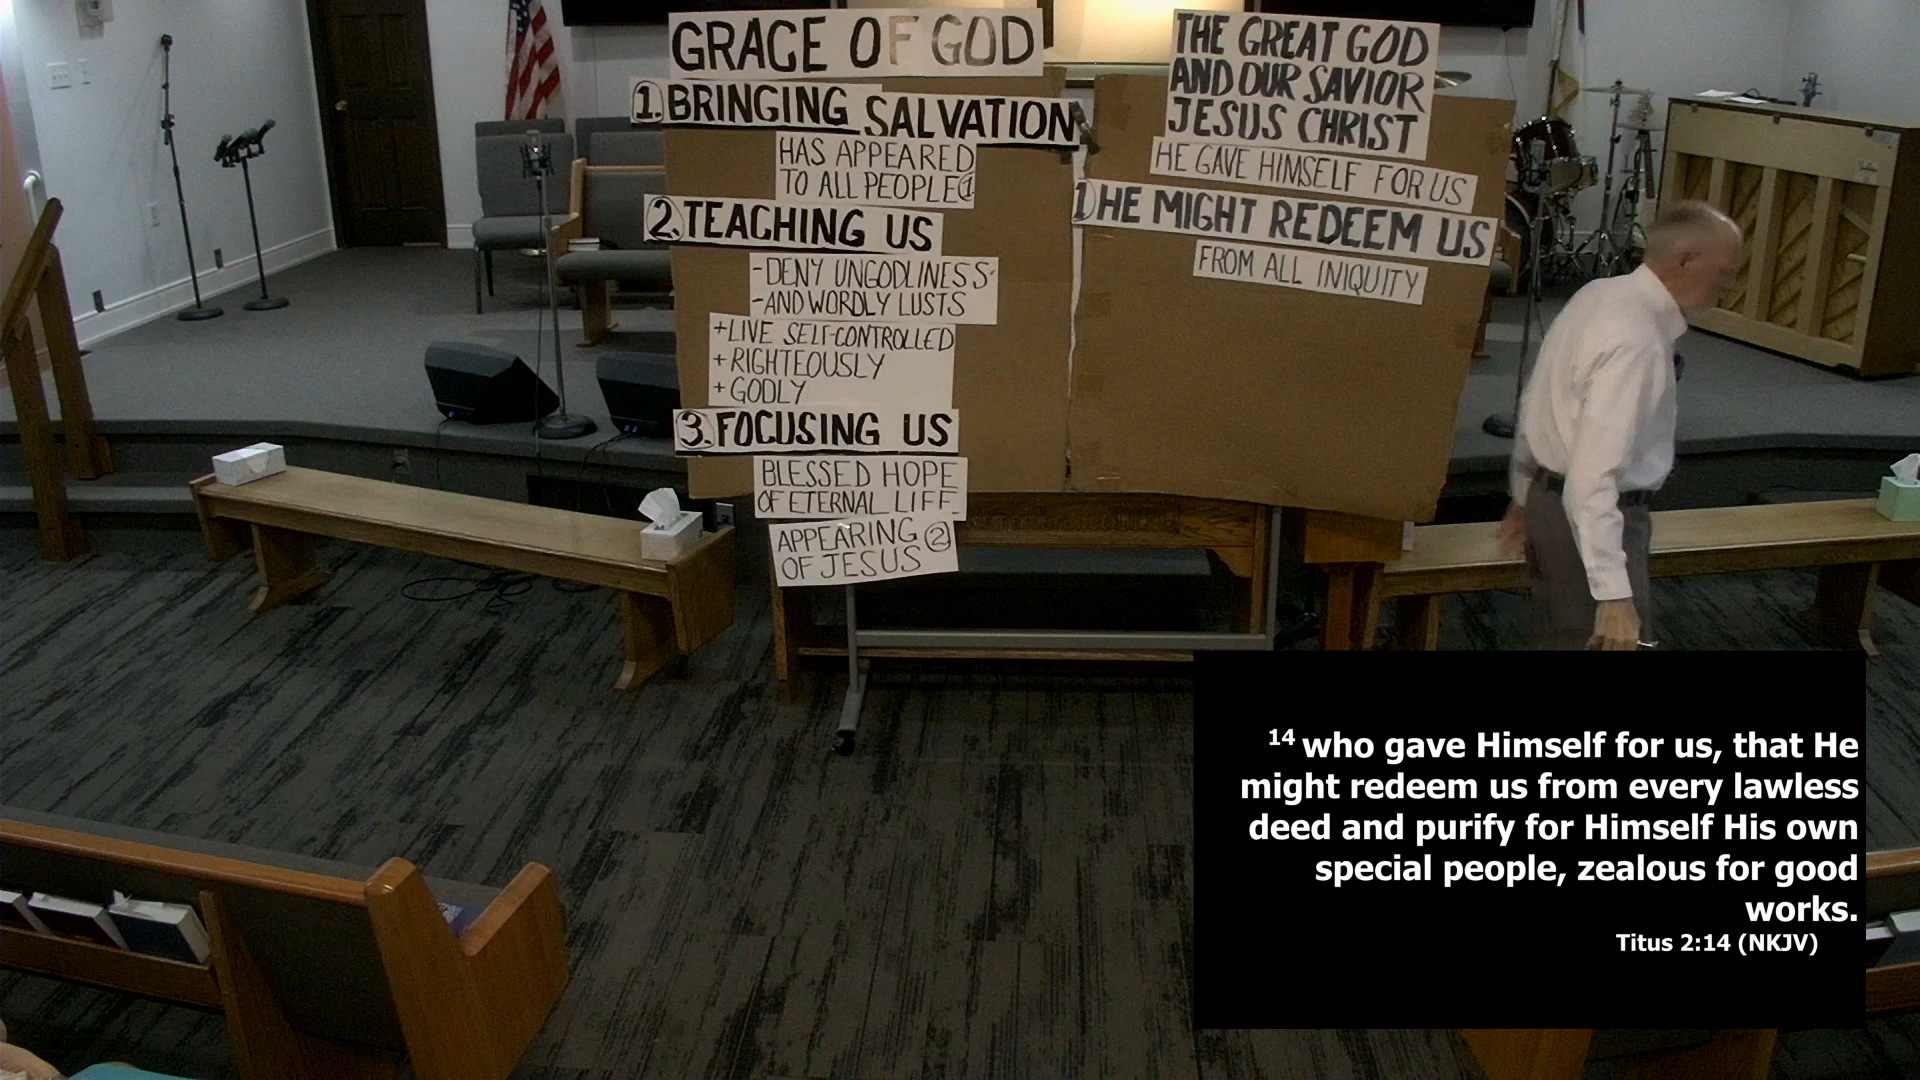 GRACE OF GOD
1. BRINGING SALVATION
HAS APPEARED
TO ALL PEOPLE 1
2. TEACHING US
-DENY UNGODLINESS
-AND WORDLY LUSTS
+LIVE SELF-CONTROLLED
+RIGHTEOUSLY
+GODLY
3. FOCUSING US
BLESSED HOPE
OF ETERNAL LIFE
APPEARING 2
OF JESUS
THE GREAT GOD
AND OUR SAVIOR
JESUS CHRIST
HE GAVE HIMSELF FOR US
1) HE MIGHT REDEEM US
FROM ALL INIQUITY
14 who gave Himself for us, that He
might redeem us from every lawless
deed and purify for Himself His own
special people, zealous for good
works.
Titus 2:14 (NKJV)